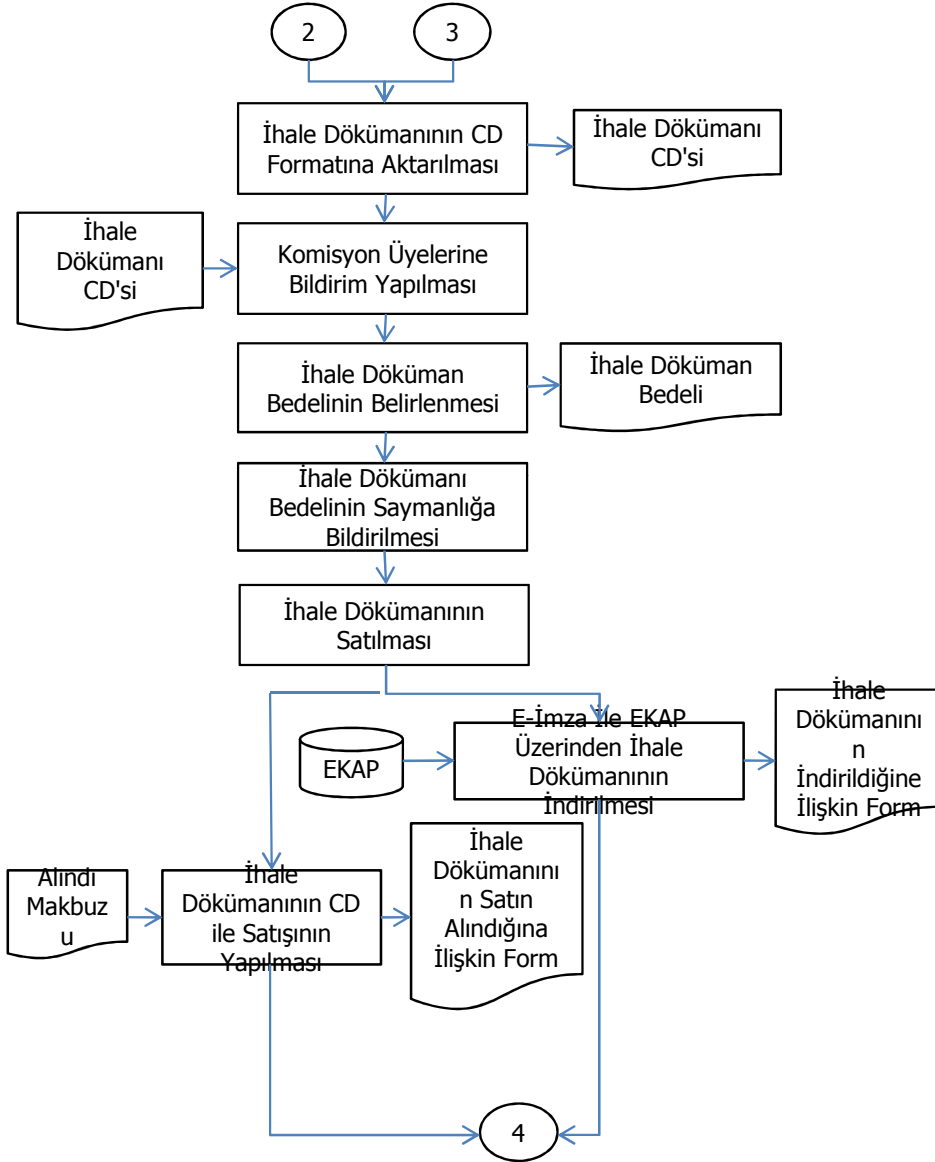 2
3
İhale Dökümanının CD
Formatına Aktarılması
İhale Dökümanı
CD'si
İhale
Dökümanı
CD'si
Komisyon Üyelerine
Bildirim Yapılması
İhale Döküman
Bedelinin Belirlenmesi
İhale Döküman
Bedeli
İhale Dökümanı
Bedelinin Saymanlığa
Bildirilmesi
İhale Dökümanının
Satılması
EKAP
E-İmza İle EKAP
Üzerinden İhale
Dökümanının
İndirilmesi
İhale
Dökümanını
n
İndirildiğine
İlişkin Form
Alındı
Makbuz
u
İhale
Dökümanının CD
ile Satışının
Yapılması
İhale
Dökümanını
n Satın
Alındığına
İlişkin Form
4